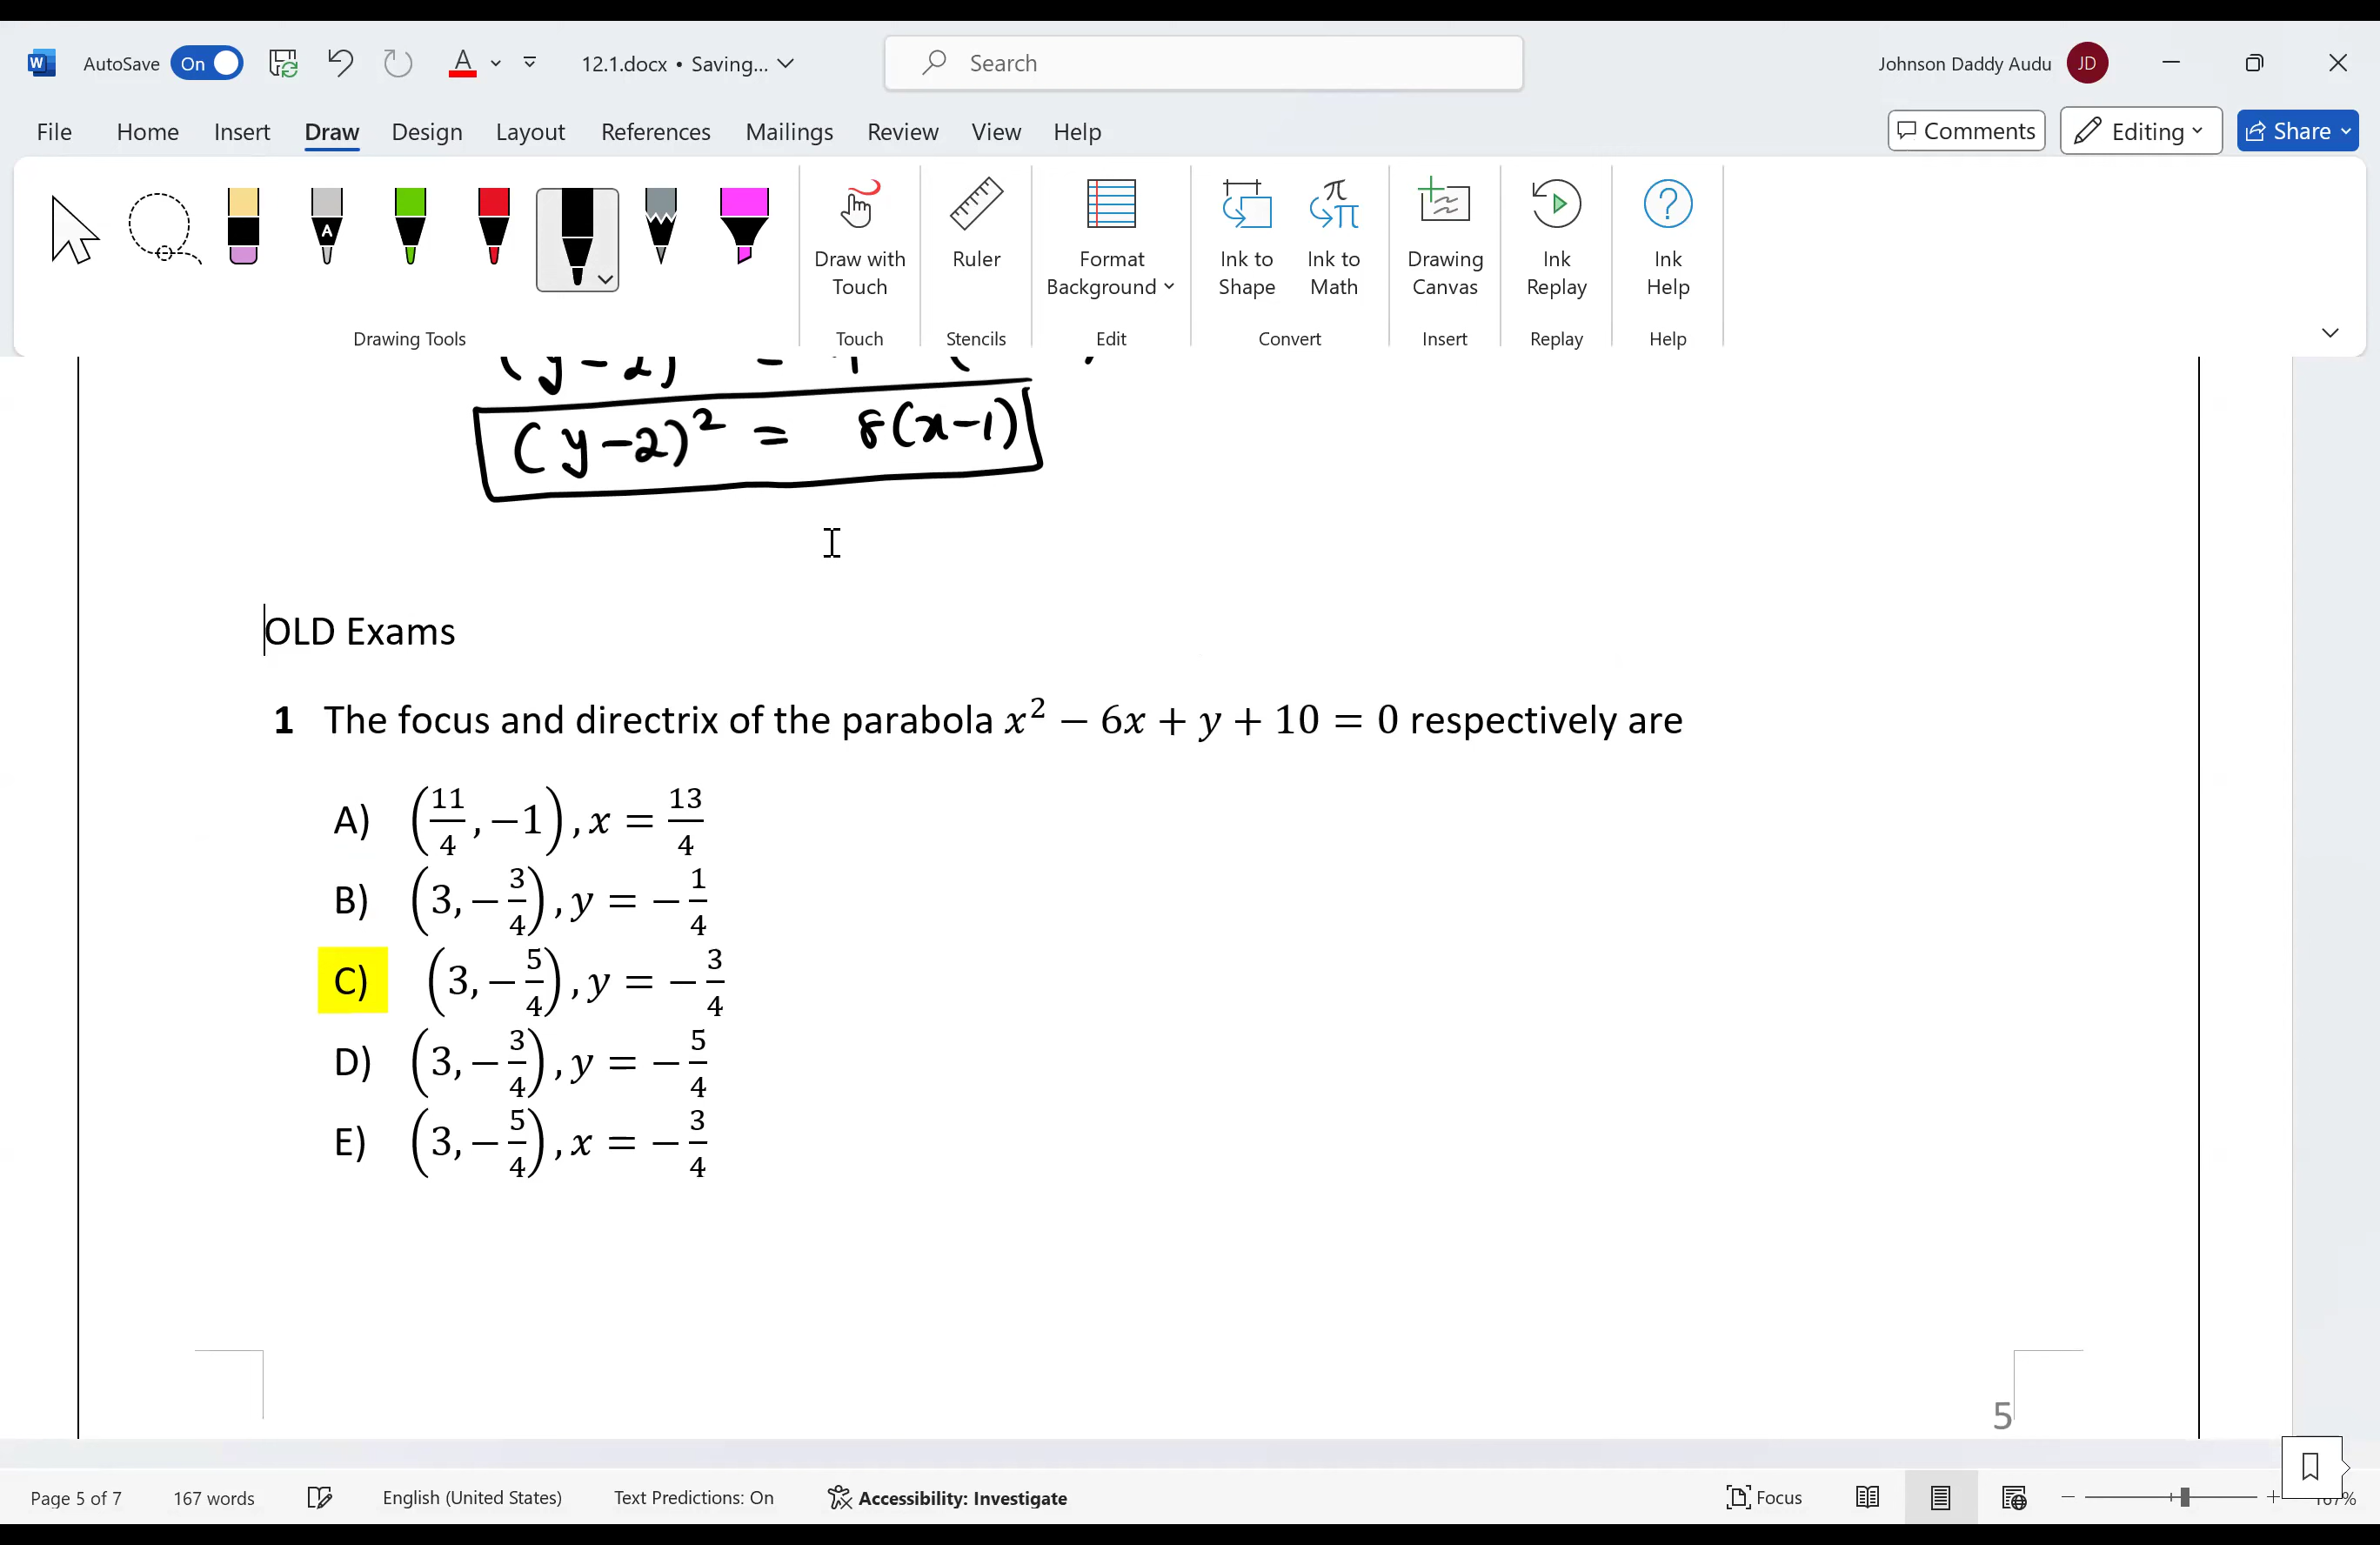 AutoSave On A 12.1.docx • Saving... Search Johnson Daddy Audu JD
File Home Insert Draw Design Layout References Mailings Review View Help Comments Editing Share
Draw with Touch Ruler Format Background Ink to Shape Ink to Math Drawing Canvas Ink Replay Ink Help
Drawing Tools Touch Stencils Edit Convert Insert Replay Help
(y-2)² = 8(x-1)
OLD Exams
1 The focus and directrix of the parabola x² − 6x + y + 10 = 0 respectively are
A) (11/4, −1), x = 13/4
B) (3, −3/4), y = −1/4
C) (3, −5/4), y = −3/4
D) (3, −3/4), y = −5/4
E) (3, −5/4), x = −3/4
5
Page 5 of 7 167 words English (United States) Text Predictions: On Accessibility: Investigate Focus